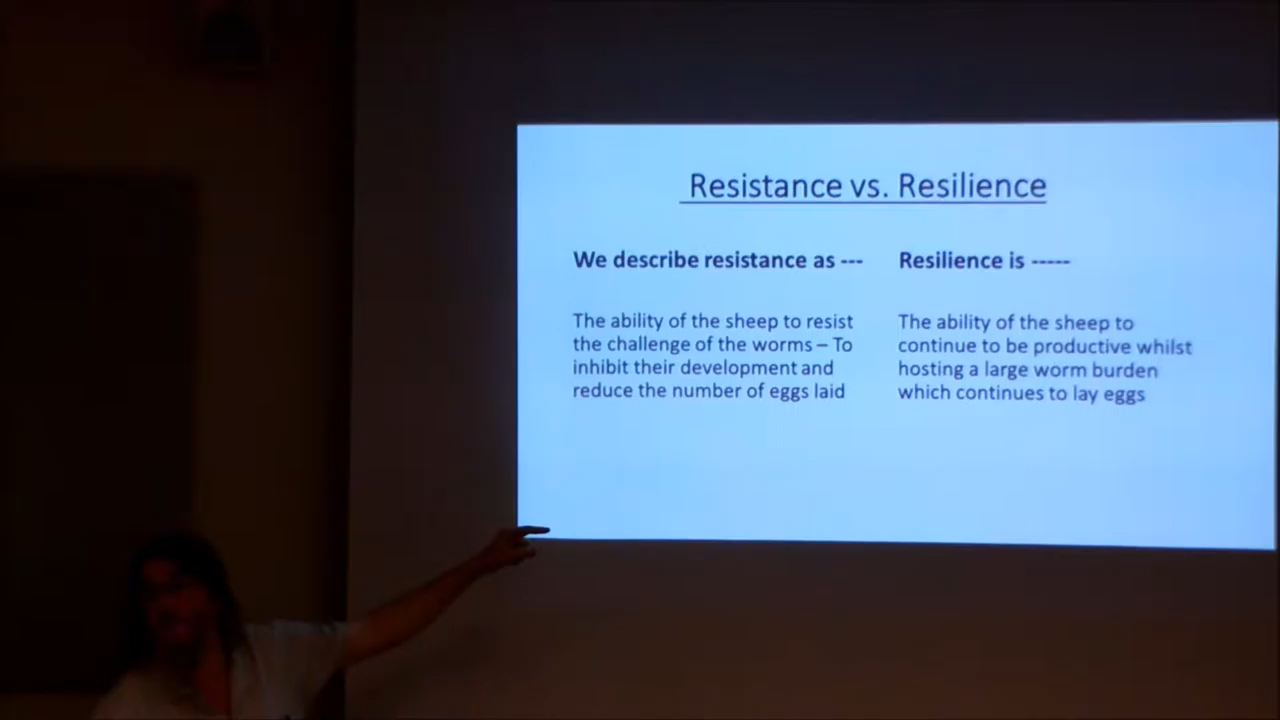 Resistance vs. Resilience
We describe resistance as ---
The ability of the sheep to resist
the challenge of the worms – To
inhibit their development and
reduce the number of eggs laid
Resilience is -----
The ability of the sheep to
continue to be productive whilst
hosting a large worm burden
which continues to lay eggs